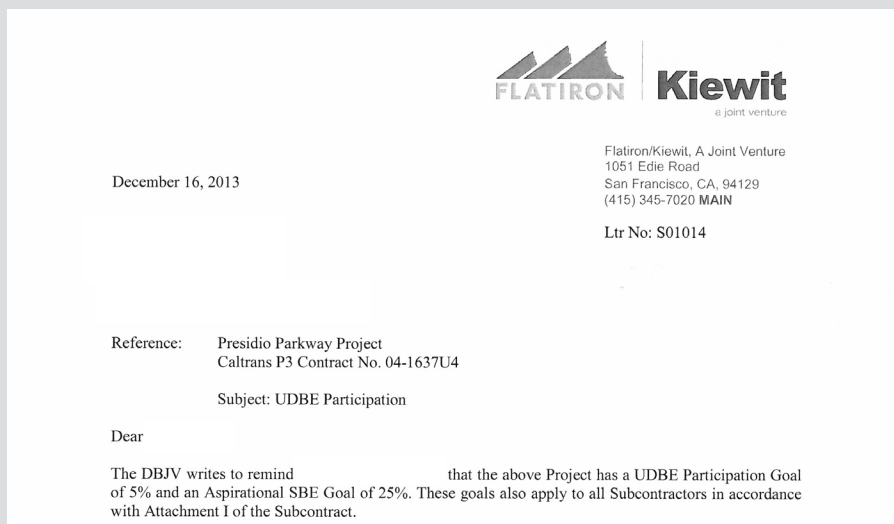 FLATIRON
Kiewit
a joint venture
Flatiron/Kiewit, A Joint Venture
1051 Edie Road
San Francisco, CA, 94129
(415) 345-7020 MAIN
December 16, 2013
Ltr No: S01014
Reference: Presidio Parkway Project
Caltrans P3 Contract No. 04-1637U4
Subject: UDBE Participation
Dear
The DBJV writes to remind that the above Project has a UDBE Participation Goal
of 5% and an Aspirational SBE Goal of 25%. These goals also apply to all Subcontractors in accordance
with Attachment I of the Subcontract.